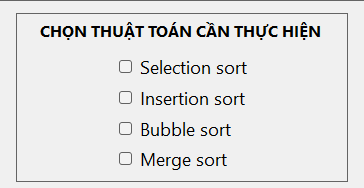 CHỌN THUẬT TOÁN CẦN THỰC HIỆN
Selection sort
Insertion sort
Bubble sort
Merge sort